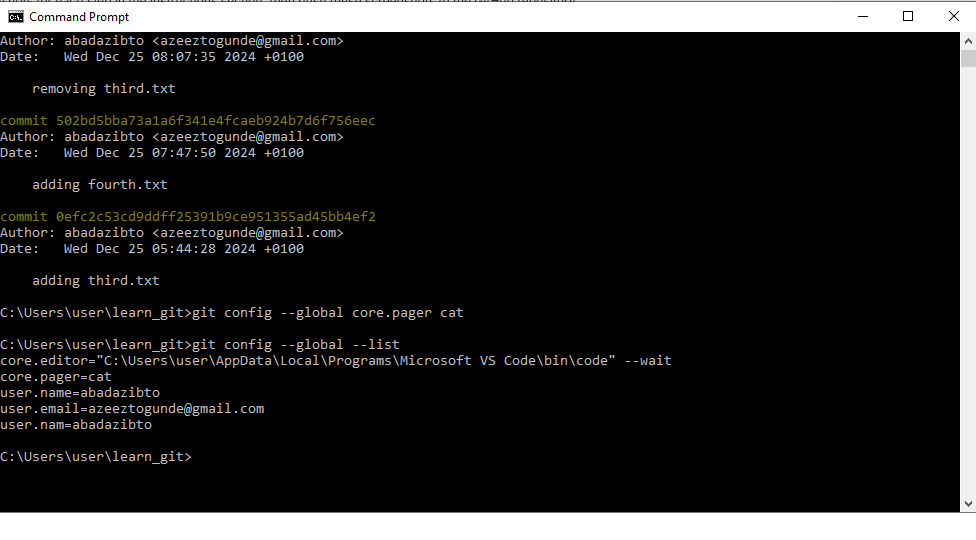 Command Prompt
Author: abadazibto <azeeztogunde@gmail.com>
Date:   Wed Dec 25 08:07:35 2024 +0100
    removing third.txt
commit 502bd5bba73a1a6f341e4fcaeb924b7d6f756eec
Author: abadazibto <azeeztogunde@gmail.com>
Date:   Wed Dec 25 07:47:50 2024 +0100
    adding fourth.txt
commit 0efc2c53cd9ddff25391b9ce951355ad45bb4ef2
Author: abadazibto <azeeztogunde@gmail.com>
Date:   Wed Dec 25 05:44:28 2024 +0100
    adding third.txt
C:\Users\user\learn_git>git config --global core.pager cat
C:\Users\user\learn_git>git config --global --list
core.editor="C:\Users\user\AppData\Local\Programs\Microsoft VS Code\bin\code" --wait
core.pager=cat
user.name=abadazibto
user.email=azeeztogunde@gmail.com
user.nam=abadazibto
C:\Users\user\learn_git>